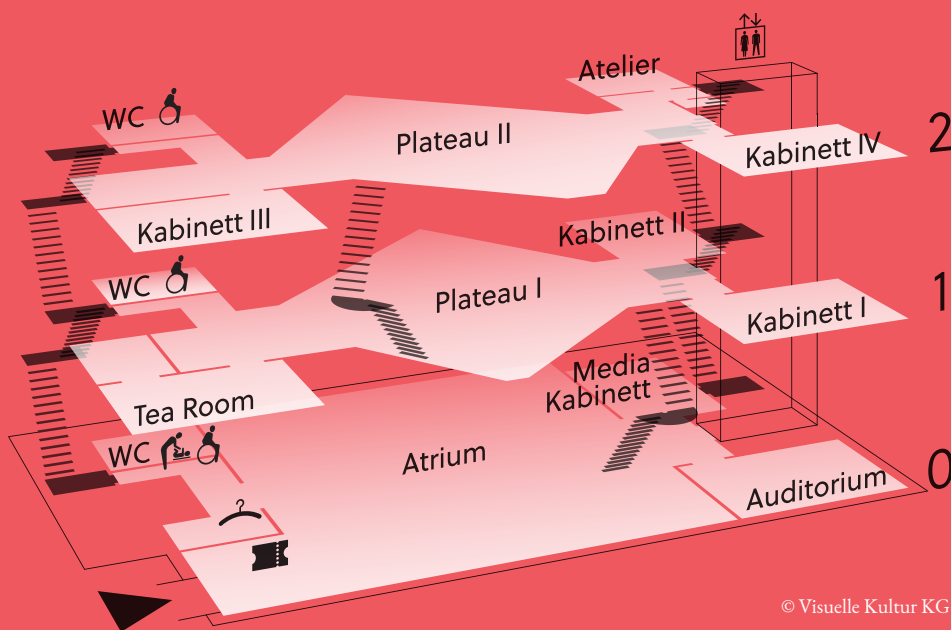 Atelier
WC
Plateau II
2
Kabinett IV
Kabinett III
Kabinett II
WC
Plateau I
1
Kabinett I
Media
Kabinett
Tea Room
WC
Atrium
0
Auditorium
© Visuelle Kultur KG